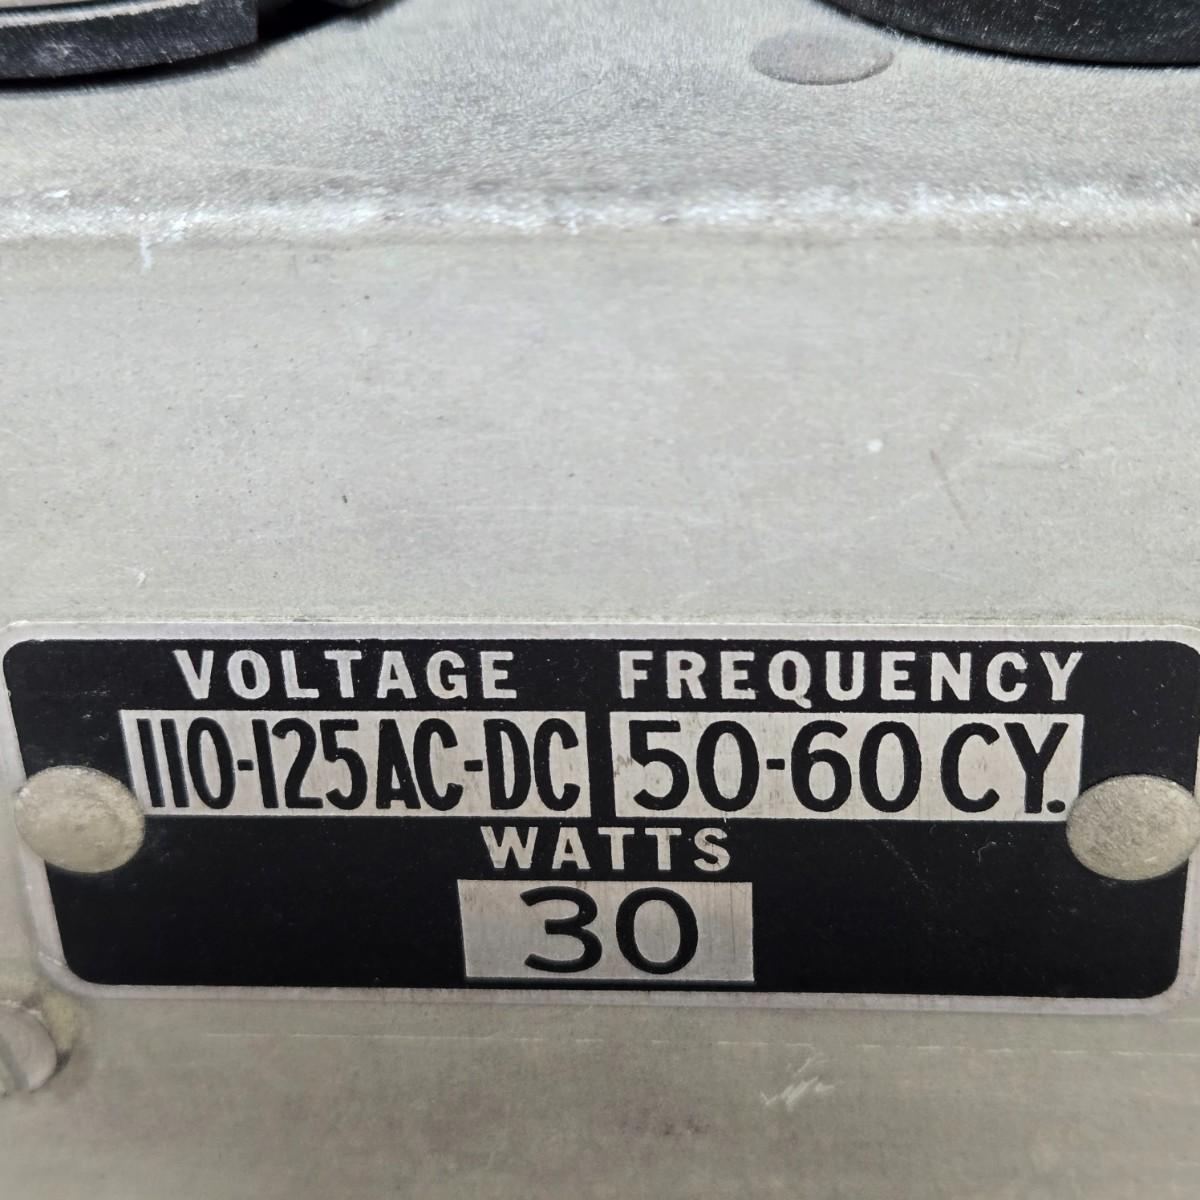 VOLTAGE FREQUENCY
110-125AC-DC 50-60CY.
WATTS
30